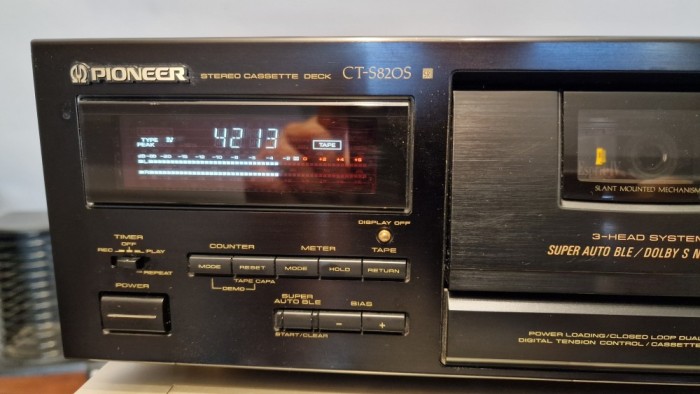 PIONEER STEREO CASSETTE DECK CT-S820S
TYPE IV 4213
PEAK TAPE
DISPLAY OFF
TIMER
OFF
REC PLAY
REPEAT
COUNTER METER TAPE
MODE RESET MODE HOLD RETURN
TAPE CAPA
DEMO
POWER
SUPER
AUTO BLE BIAS
- +
START/CLEAR
SLANT MOUNTED MECHANISM
3-HEAD SYSTEM
SUPER AUTO BLE / DOLBY S N
POWER LOADING/CLOSED LOOP DUAL
DIGITAL TENSION CONTROL / CASSETTE